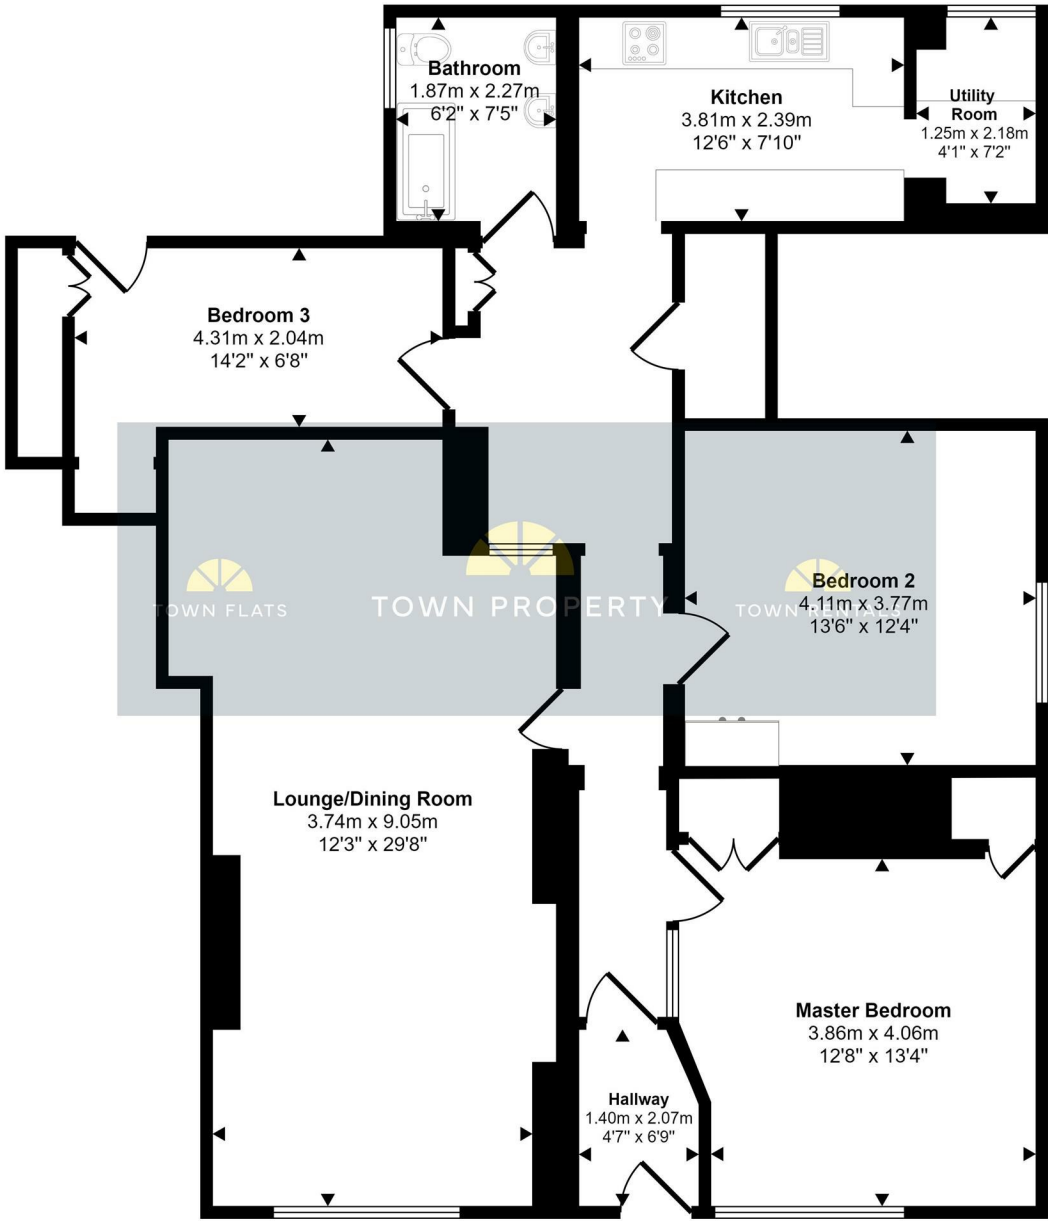 Bathroom
1.87m x 2.27m
6'2" x 7'5"
Kitchen
3.81m x 2.39m
12'6" x 7'10"
Utility
Room
1.25m x 2.18m
4'1" x 7'2"
Bedroom 3
4.31m x 2.04m
14'2" x 6'8"
Bedroom 2
4.11m x 3.77m
13'6" x 12'4"
TOWN FLATS
TOWN PROPERTY
TOWN RENTALS
Lounge/Dining Room
3.74m x 9.05m
12'3" x 29'8"
Master Bedroom
3.86m x 4.06m
12'8" x 13'4"
Hallway
1.40m x 2.07m
4'7" x 6'9"